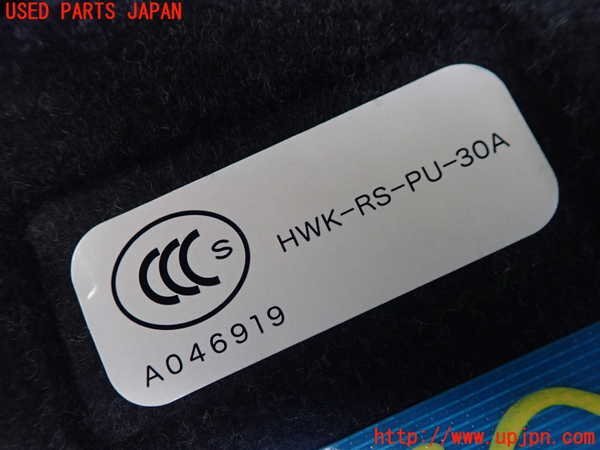 USED PARTS JAPAN
HWK-RS-PU-30A
CCC S
A046919
http://www.upjpn.com/